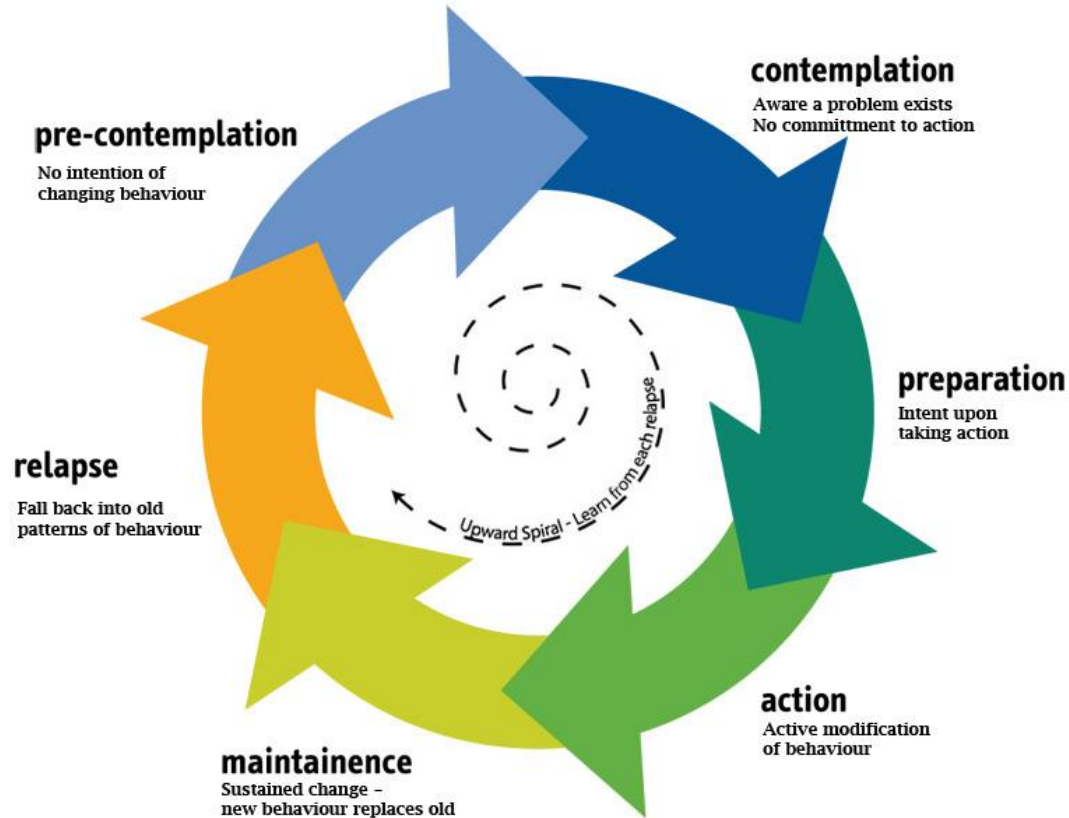 pre-contemplation
No intention of
changing behaviour
contemplation
Aware a problem exists
No committment to action
preparation
Intent upon
taking action
action
Active modification
of behaviour
maintainence
Sustained change –
new behaviour replaces old
relapse
Fall back into old
patterns of behaviour
Upward Spiral - Learn from each relapse